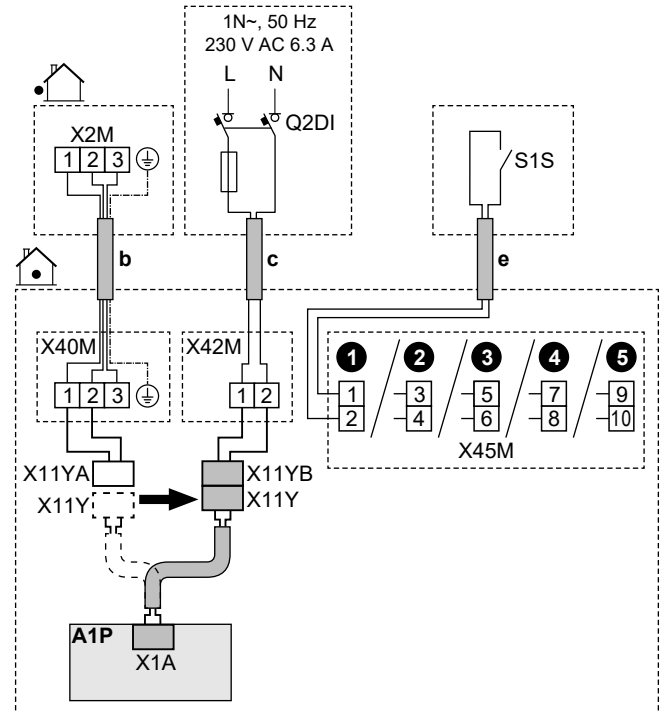 1N~, 50 Hz
230 V AC 6.3 A
L N
Q2DI
X2M
1 2 3
S1S
b
c
e
X40M
1 2 3
X42M
1 2
1 2 3 4 5
1 3 5 7 9
2 4 6 8 10
X45M
X11YA
X11YB
X11Y
X11Y
A1P
X1A